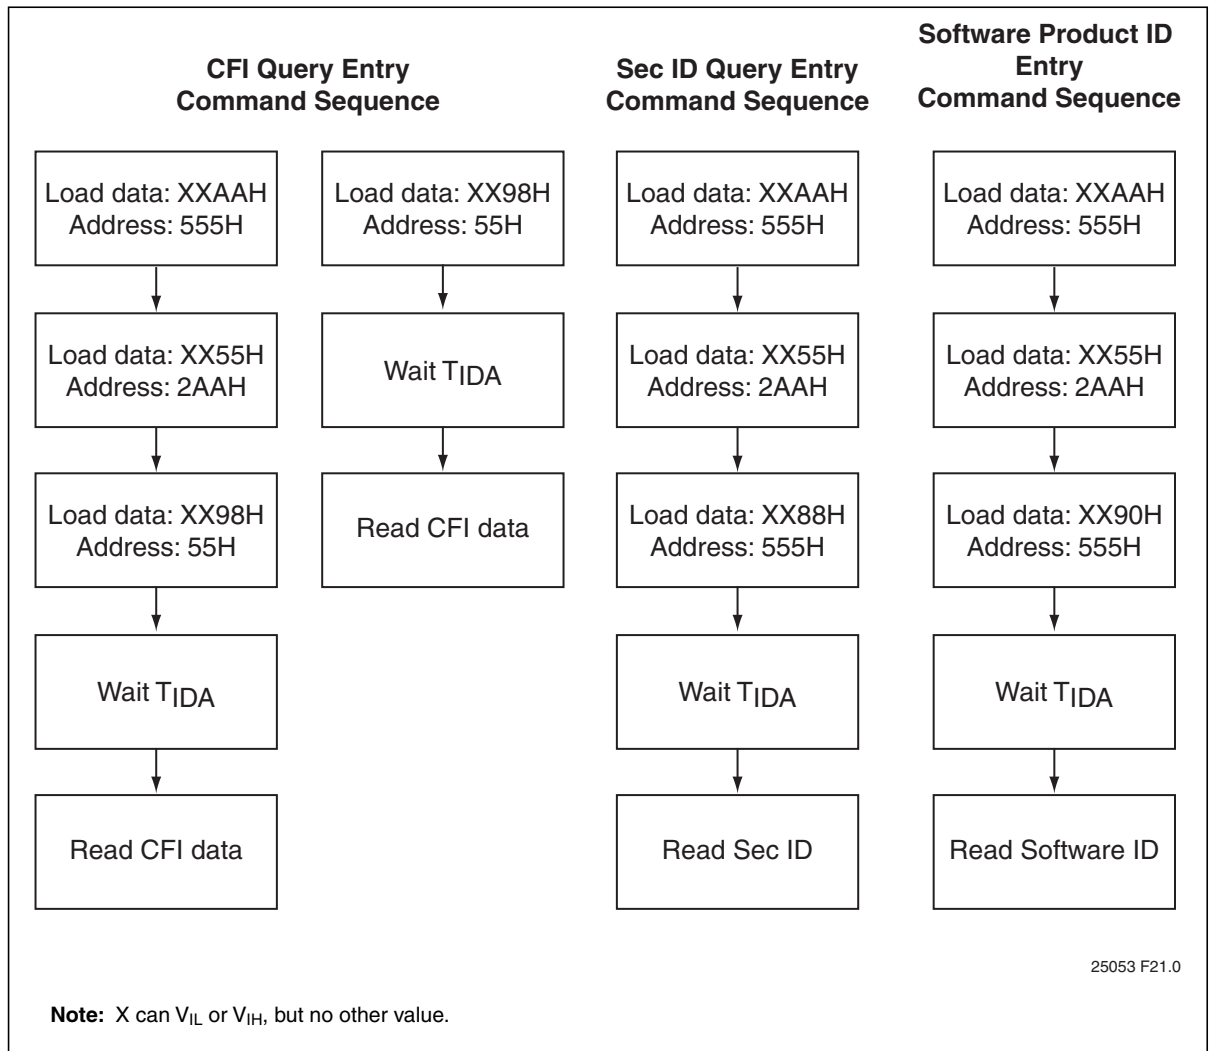 CFI Query Entry
Command Sequence
Load data: XXAAH
Address: 555H
Load data: XX55H
Address: 2AAH
Load data: XX98H
Address: 55H
Wait TIDA
Read CFI data
Load data: XX98H
Address: 55H
Wait TIDA
Read CFI data
Sec ID Query Entry
Command Sequence
Load data: XXAAH
Address: 555H
Load data: XX55H
Address: 2AAH
Load data: XX88H
Address: 555H
Wait TIDA
Read Sec ID
Software Product ID
Entry
Command Sequence
Load data: XXAAH
Address: 555H
Load data: XX55H
Address: 2AAH
Load data: XX90H
Address: 555H
Wait TIDA
Read Software ID
25053 F21.0
Note: X can VIL or VIH, but no other value.